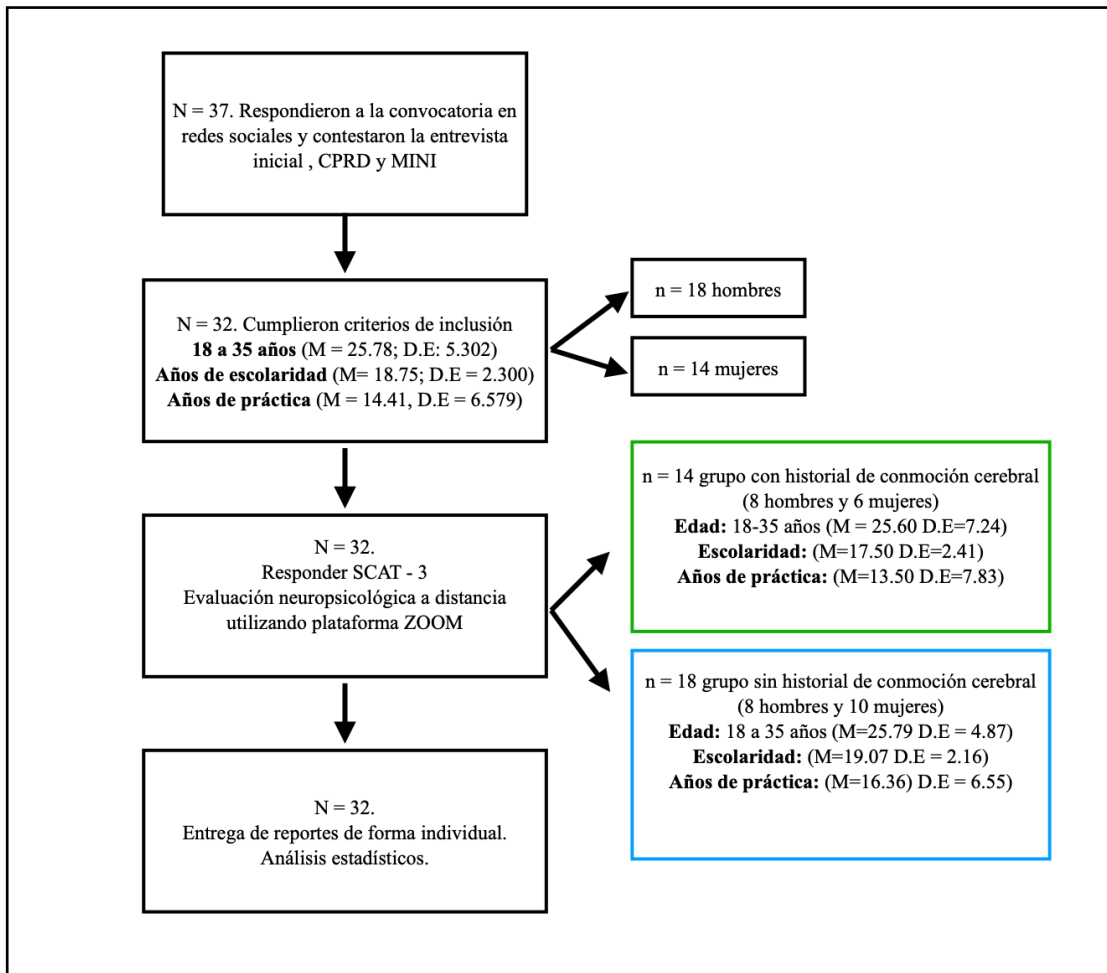 N = 37. Respondieron a la convocatoria en
redes sociales y contestaron la entrevista
inicial , CPRD y MINI
N = 32. Cumplieron criterios de inclusión
18 a 35 años (M = 25.78; D.E: 5.302)
Años de escolaridad (M= 18.75; D.E = 2.300)
Años de práctica (M = 14.41, D.E = 6.579)
n = 18 hombres
n = 14 mujeres
N = 32.
Responder SCAT - 3
Evaluación neuropsicológica a distancia
utilizando plataforma ZOOM
n = 14 grupo con historial de conmoción cerebral
(8 hombres y 6 mujeres)
Edad: 18-35 años (M = 25.60 D.E=7.24)
Escolaridad: (M=17.50 D.E=2.41)
Años de práctica: (M=13.50 D.E=7.83)
n = 18 grupo sin historial de conmoción cerebral
(8 hombres y 10 mujeres)
Edad: 18 a 35 años (M=25.79 D.E = 4.87)
Escolaridad: (M=19.07 D.E = 2.16)
Años de práctica: (M=16.36) D.E = 6.55)
N = 32.
Entrega de reportes de forma individual.
Análisis estadísticos.